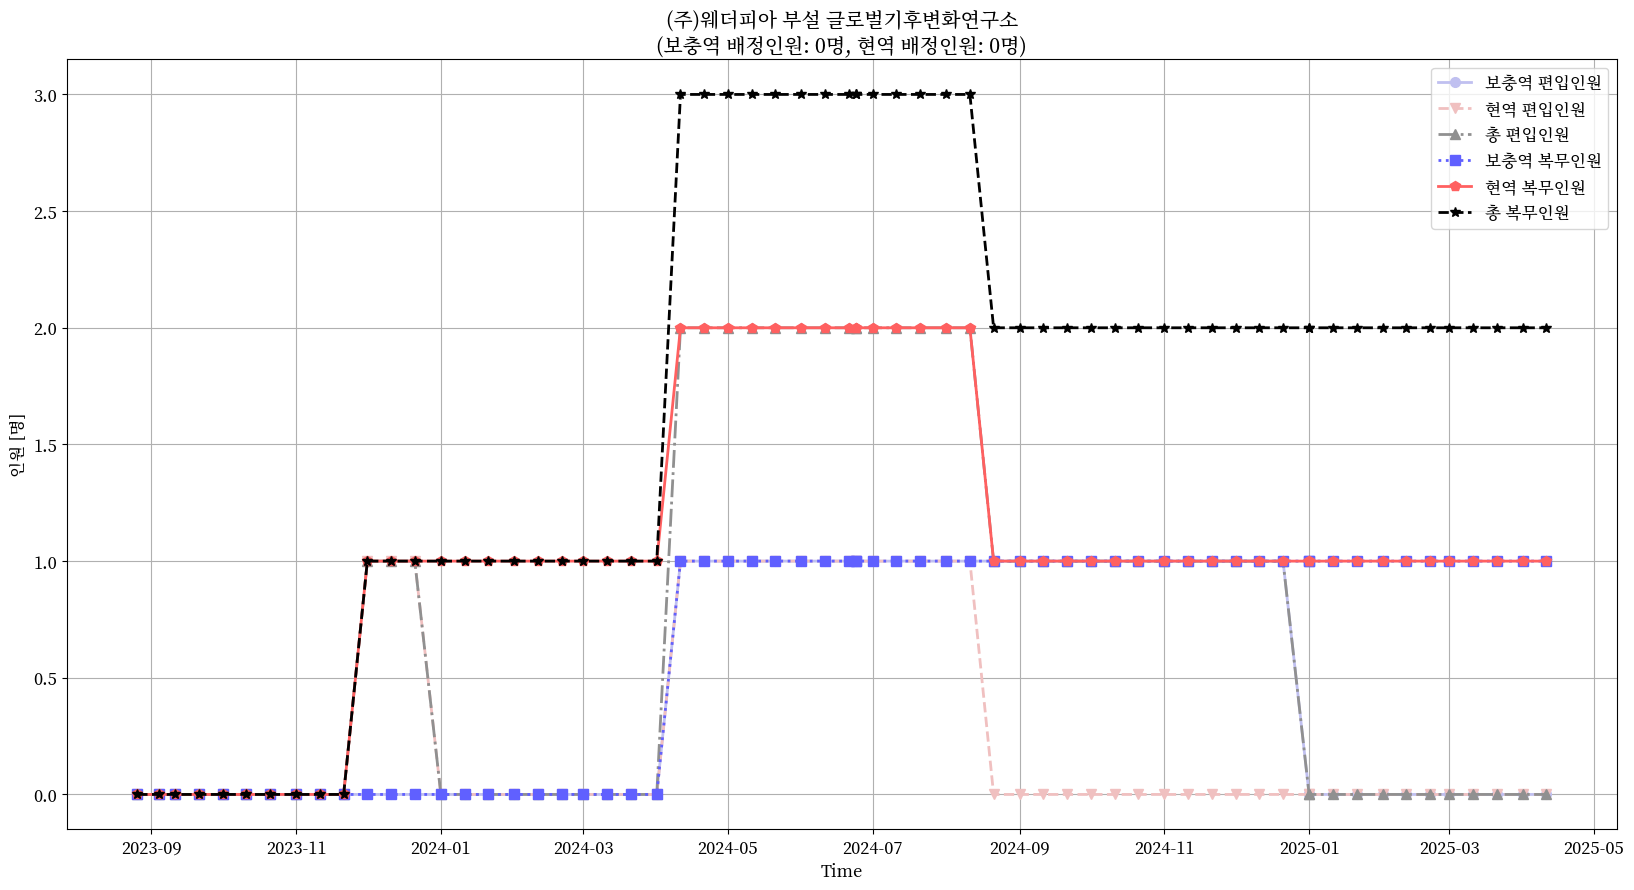 (주)웨더피아 부설 글로벌기후변화연구소
(보충역 배정인원: 0명, 현역 배정인원: 0명)
보충역 편입인원
현역 편입인원
총 편입인원
보충역 복무인원
현역 복무인원
총 복무인원
인원 [명]
3.0
2.5
2.0
1.5
1.0
0.5
0.0
2023-09
2023-11
2024-01
2024-03
2024-05
2024-07
2024-09
2024-11
2025-01
2025-03
2025-05
Time